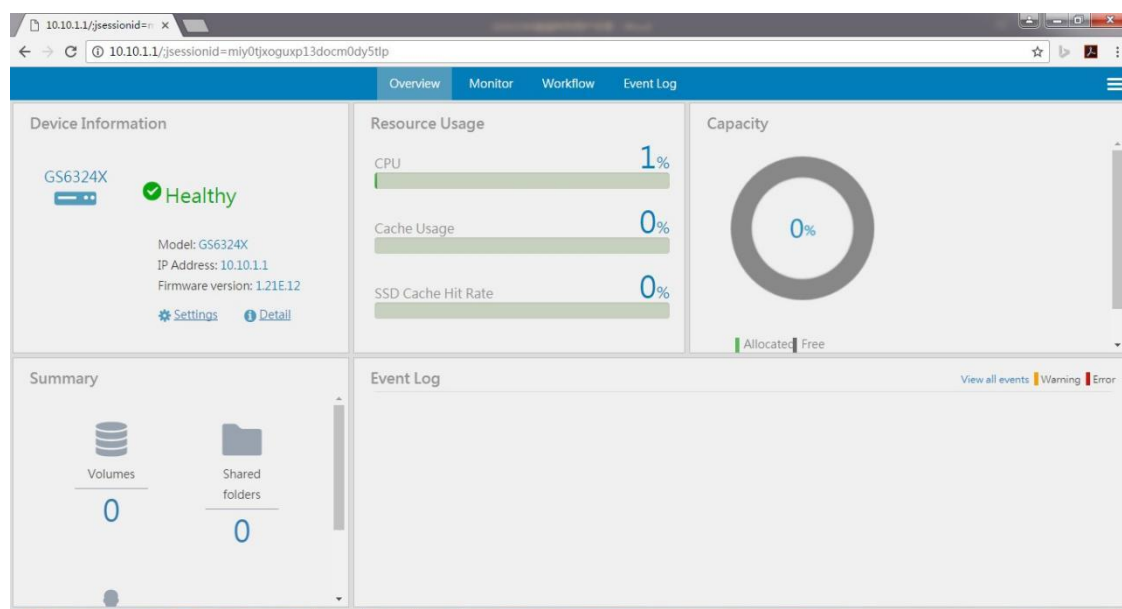 10.10.1.1/;jsessionid=n
10.10.1.1/;jsessionid=miy0tjxoguxp13docm0dy5tlp
Overview Monitor Workflow Event Log
Device Information
GS6324X
Healthy
Model: GS6324X
IP Address: 10.10.1.1
Firmware version: 1.21E.12
Settings Detail
Resource Usage
CPU 1%
Cache Usage 0%
SSD Cache Hit Rate 0%
Capacity
0%
Allocated Free
Summary
Volumes
0
Shared
folders
0
Event Log
View all events Warning Error